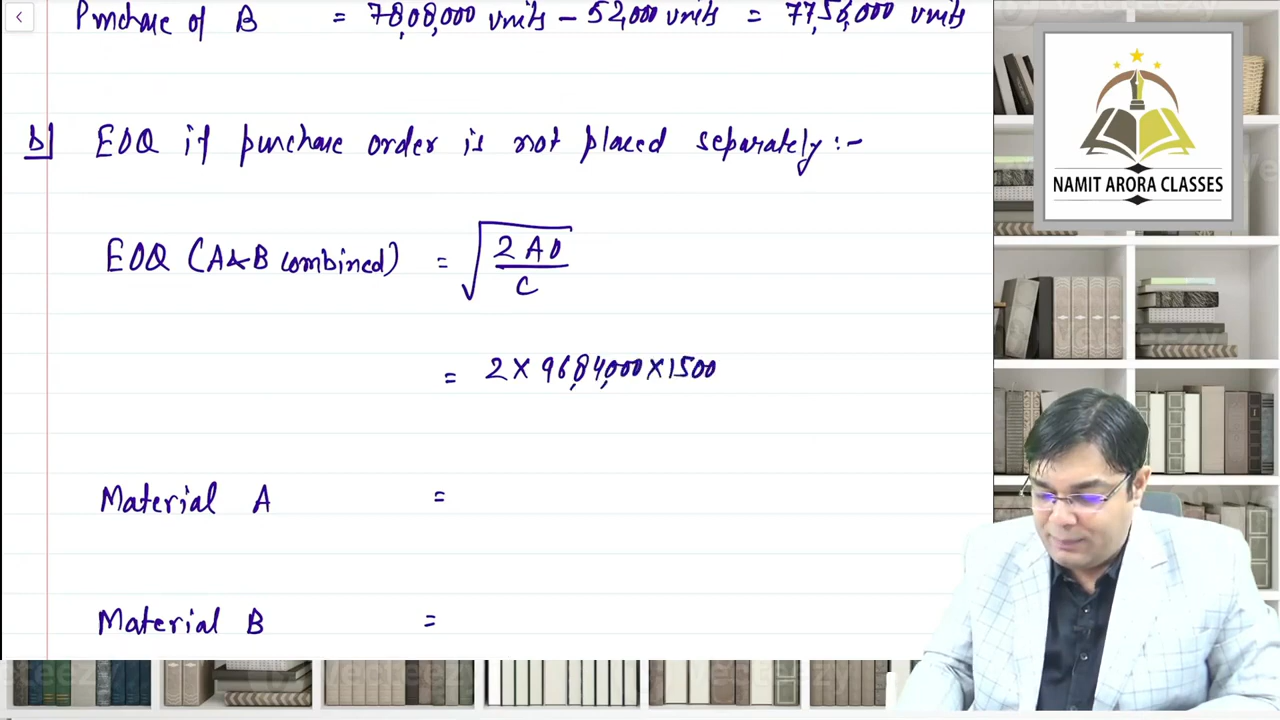 Purchase of B = 78,08,000 units – 52,000 units = 77,56,000 units
b] EOQ if purchase order is not placed separately :-
EOQ (A&B combined) = √2AO/C
= 2 × 96,84,000 × 1500
Material A =
Material B =
NAMIT ARORA CLASSES